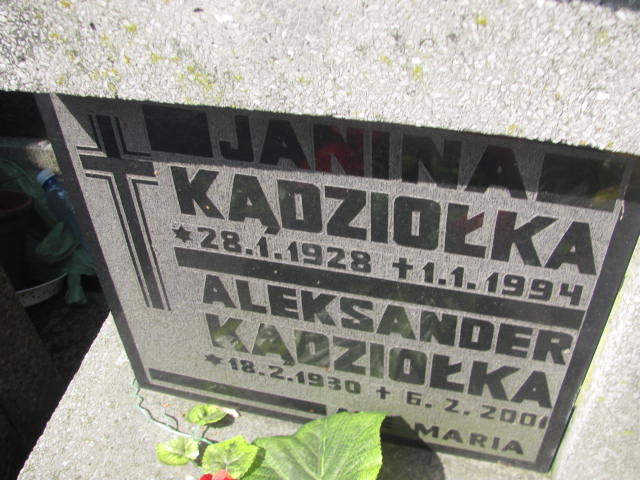 JANINA
KĄDZIOŁKA
*28.1.1928 +1.1.1994
ALEKSANDER
KĄDZIOŁKA
*18.2.1930 + 6.2.2001
MARIA